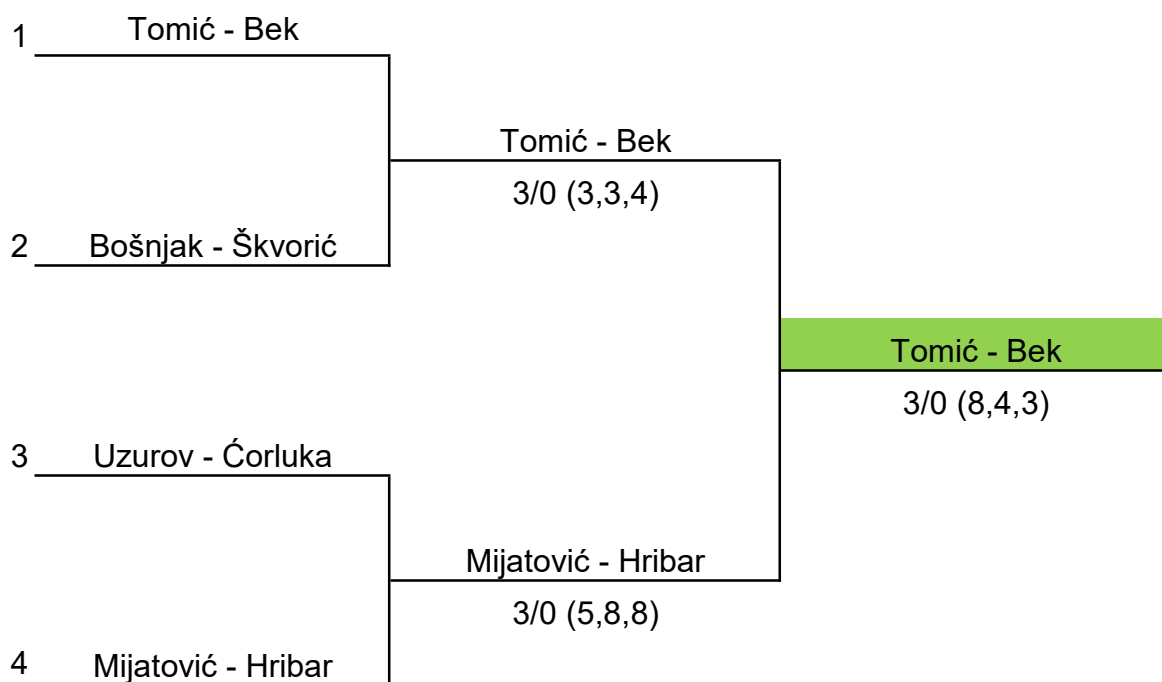 1 Tomić - Bek
Tomić - Bek
3/0 (3,3,4)
2 Bošnjak - Škvorić
Tomić - Bek
3/0 (8,4,3)
3 Uzurov - Ćorluka
Mijatović - Hribar
3/0 (5,8,8)
4 Mijatović - Hribar